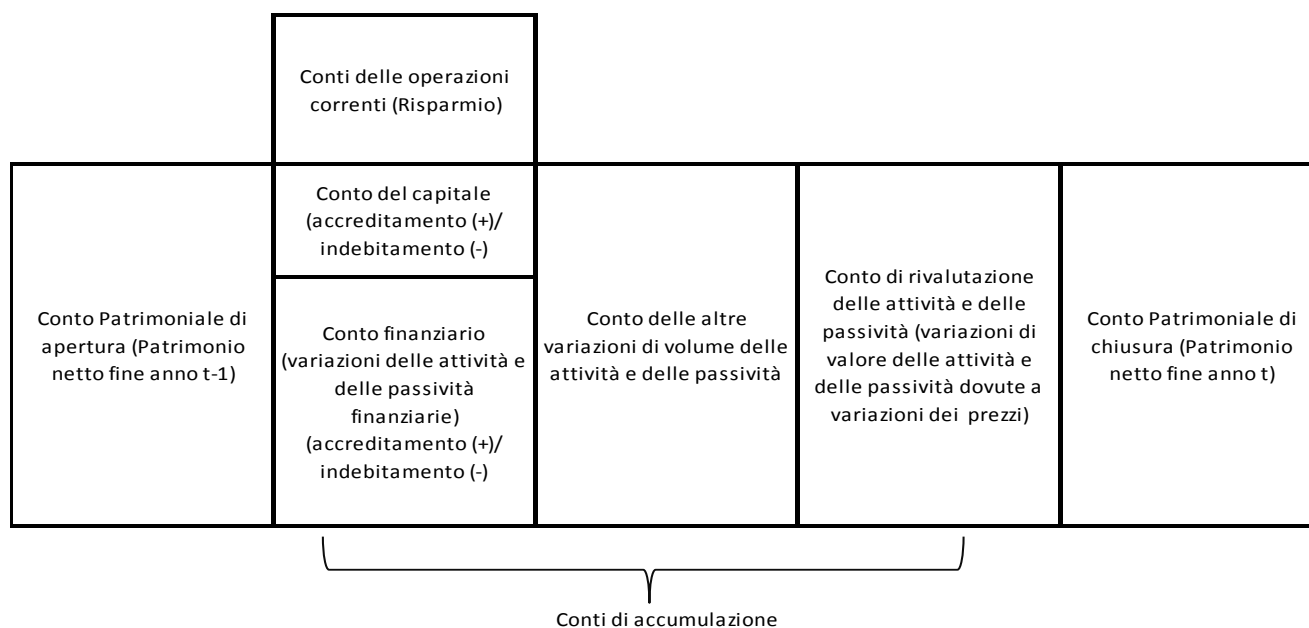 Conti delle operazioni
correnti (Risparmio)
Conto Patrimoniale di
apertura (Patrimonio
netto fine anno t-1)
Conto del capitale
(accreditamento (+)/
indebitamento (-)
Conto finanziario
(variazioni delle attività e
delle passività
finanziarie)
(accreditamento (+)/
indebitamento (-)
Conto delle altre
variazioni di volume delle
attività e delle passività
Conto di rivalutazione
delle attività e delle
passività (variazioni di
valore delle attività e
delle passività dovute a
variazioni dei prezzi)
Conto Patrimoniale di
chiusura (Patrimonio
netto fine anno t)
Conti di accumulazione